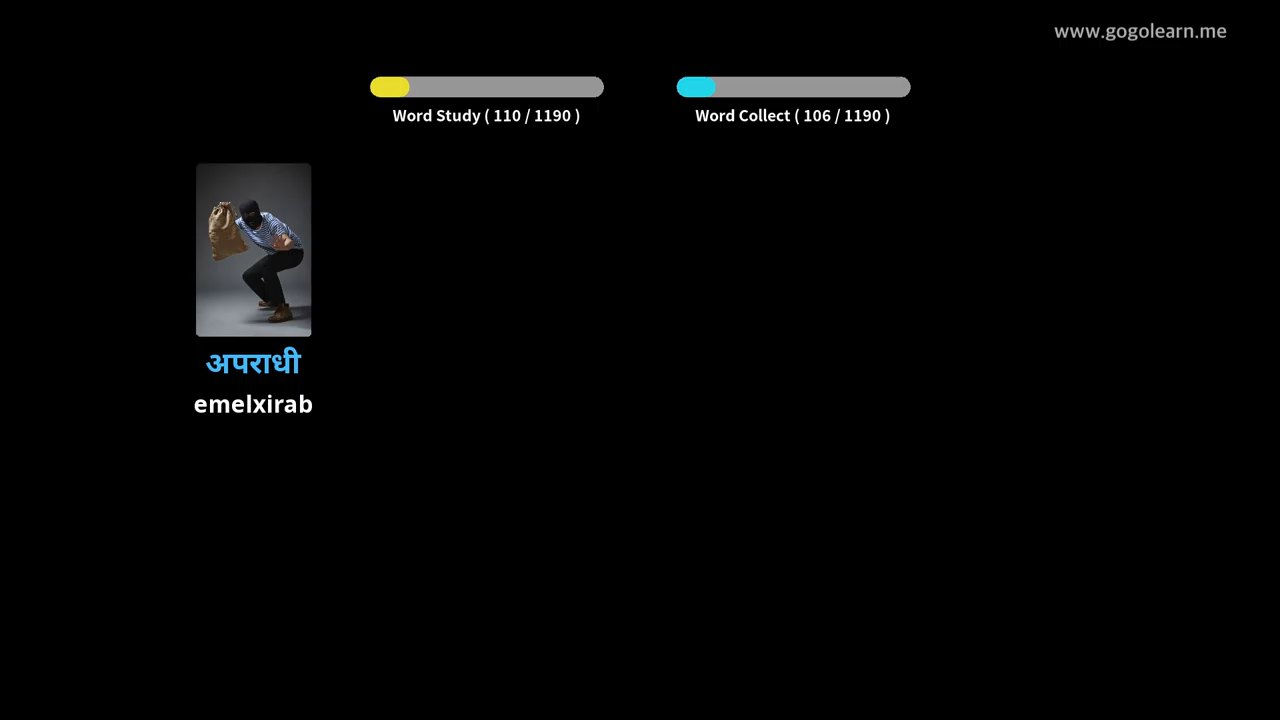 www.gogolearn.me
Word Study ( 110 / 1190 )
Word Collect ( 106 / 1190 )
अपराधी
emelxirab